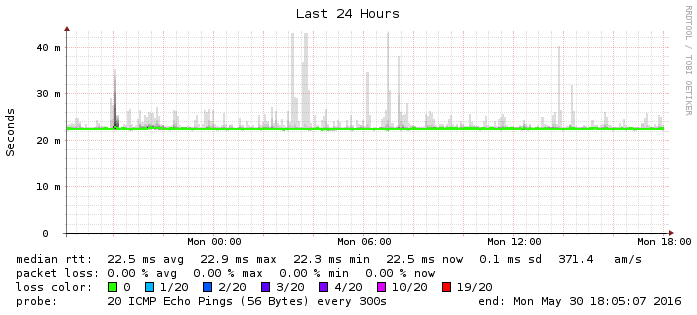 Last 24 Hours
RRDTOOL / TOBI OETIKER
Seconds
40 m
30 m
20 m
10 m
0
Mon 00:00 Mon 06:00 Mon 12:00 Mon 18:00
median rtt: 22.5 ms avg 22.9 ms max 22.3 ms min 22.5 ms now 0.1 ms sd 371.4 am/s
packet loss: 0.00 % avg 0.00 % max 0.00 % min 0.00 % now
loss color: 0 1/20 2/20 3/20 4/20 10/20 19/20
probe: 20 ICMP Echo Pings (56 Bytes) every 300s end: Mon May 30 18:05:07 2016